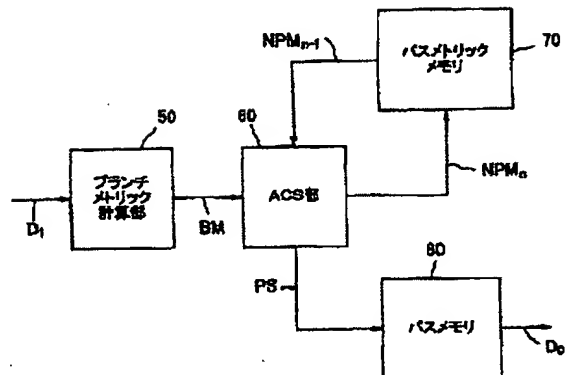 NPMn-1
パスメトリック
メモリ
70
50
60
ブランチ
メトリック
計算部
ACS部
NPMn
DI
BM
PS
80
パスメモリ
DO